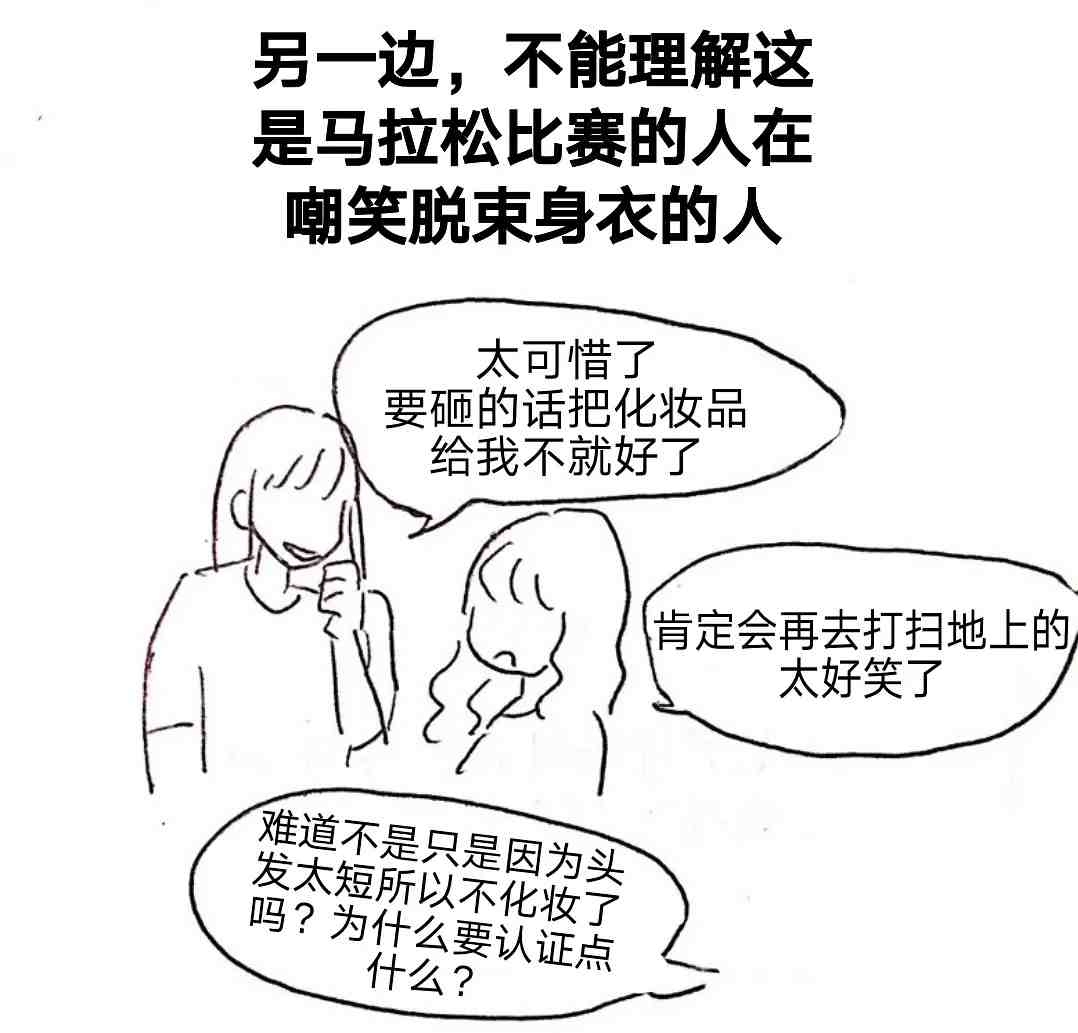 另一边，不能理解这
是马拉松比赛的人在
嘲笑脱束身衣的人
太可惜了
要砸的话把化妆品
给我不就好了
肯定会再去打扫地上的
太好笑了
难道不是只是因为头
发太短所以不化妆了
吗？为什么要认证点
什么？